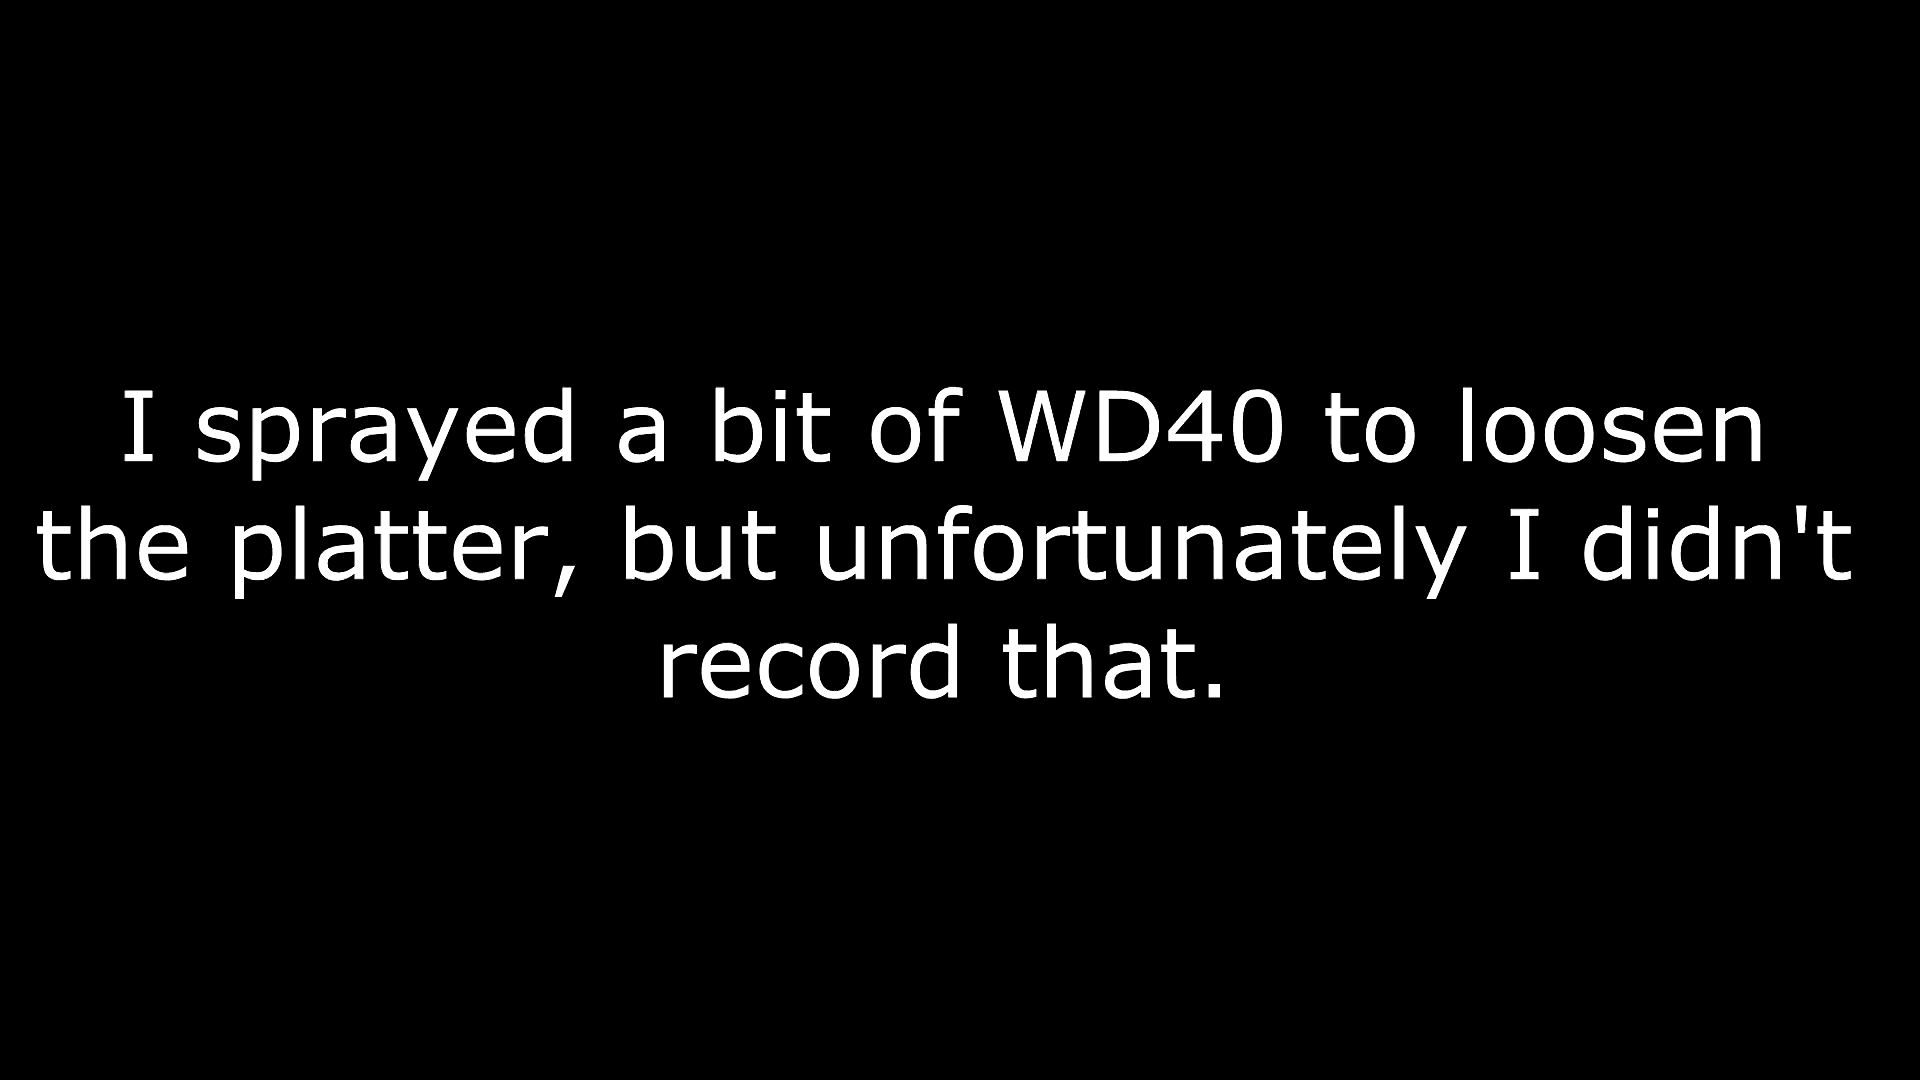 I sprayed a bit of WD40 to loosen
the platter, but unfortunately I didn't
record that.